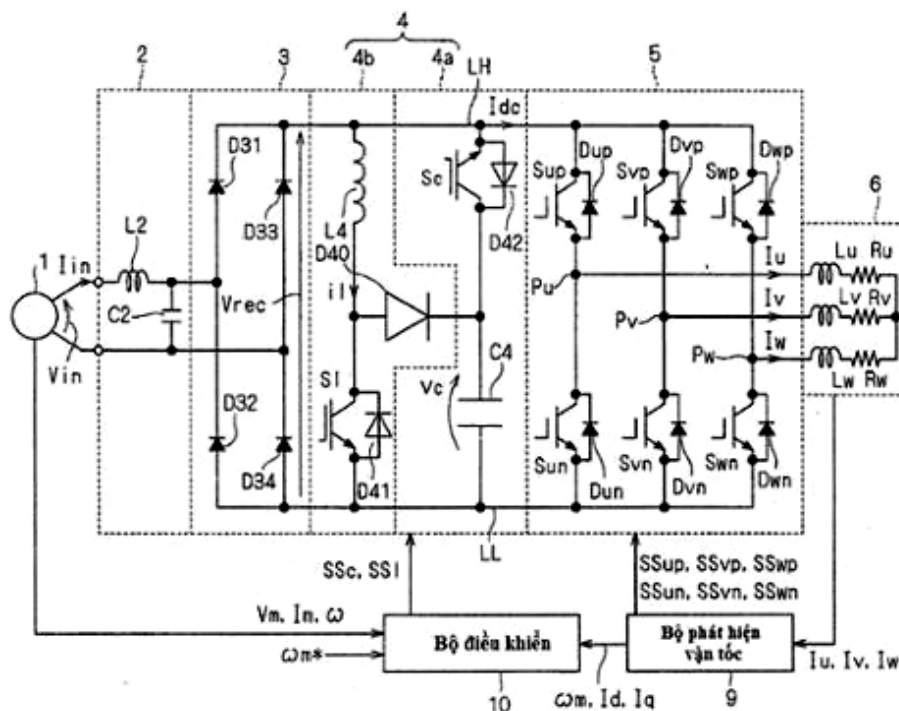 4
2
3
4b
4a
5
LH
Idc
D31
Sc
Sup
Dup
Svp
Dvp
Swp
Dwp
6
L2
D33
L4
D42
1
Iin
D40
Iu
Lu Ru
Vrec
il
Pu
Iv
Lv Rv
C2
Pv
Iw
Vin
Pw
C4
Lw Rw
Sl
vc
D32
D34
D41
Sun
Dun
Svn
Dvn
Swn
Dwn
LL
SSc, SSl
SSup, SSvp, SSwp
SSun, SSvn, SSwn
Vm, Im, ω
Bộ điều khiển
Bộ phát hiện
vận tốc
ωm*
Iu, Iv, Iw
10
ωm, Id, Iq
9